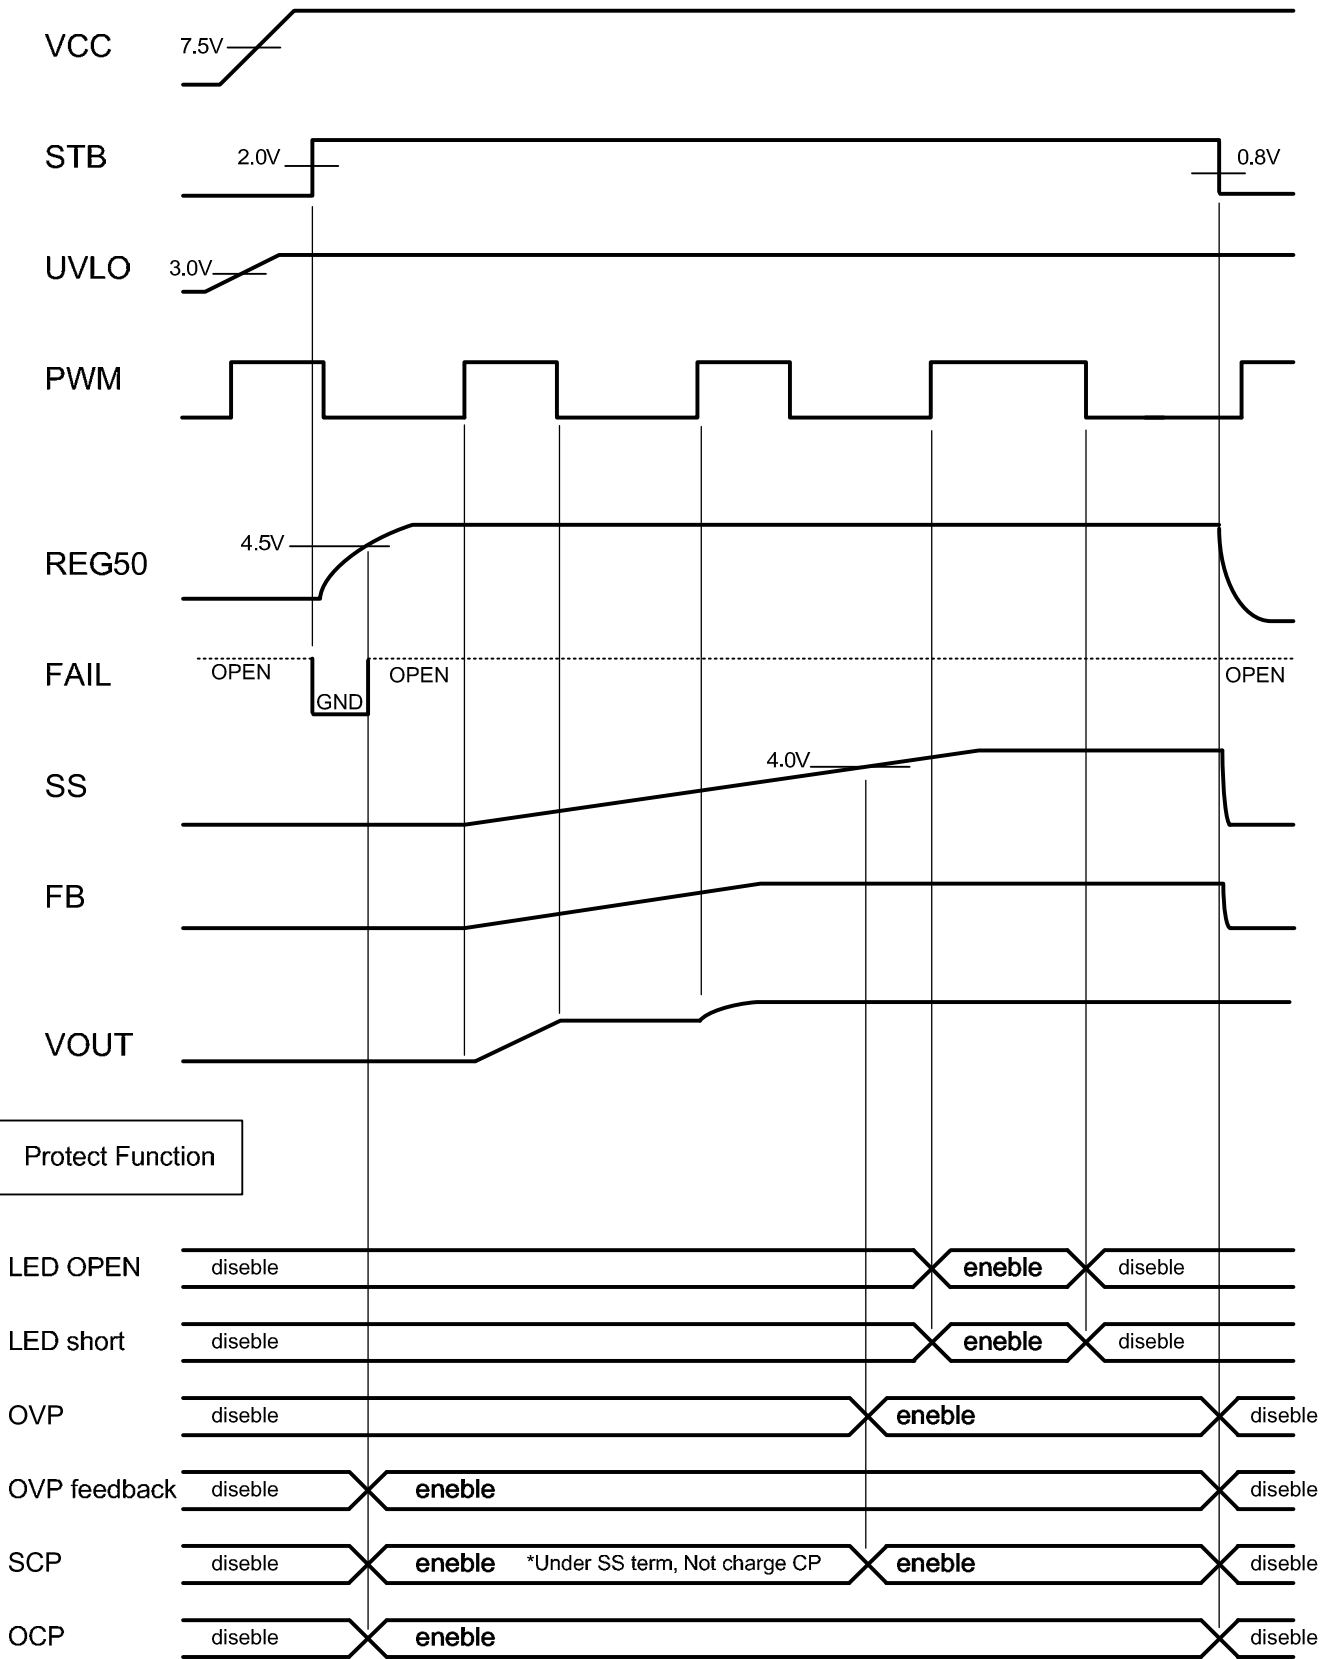 VCC 7.5V
STB 2.0V 0.8V
UVLO 3.0V
PWM
REG50 4.5V
FAIL OPEN GND OPEN OPEN
SS 4.0V
FB
VOUT
Protect Function
LED OPEN diseble eneble diseble
LED short diseble eneble diseble
OVP diseble eneble diseble
OVP feedback diseble eneble diseble
SCP diseble eneble *Under SS term, Not charge CP eneble diseble
OCP diseble eneble diseble